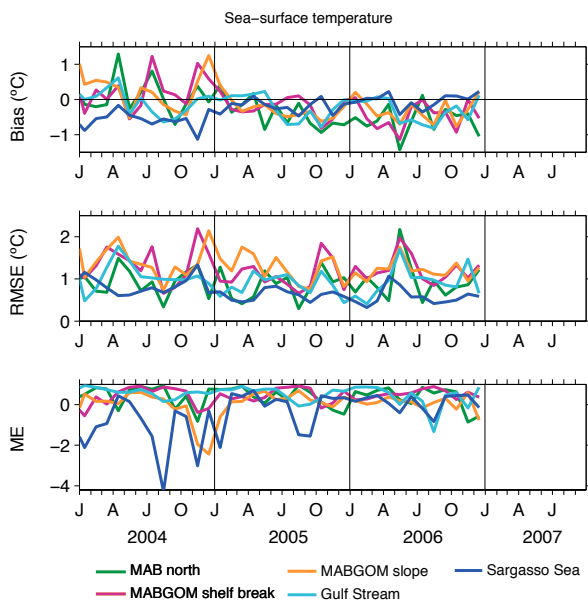 Sea-surface temperature
Bias (°C)
1
0
−1
J A J O J A J O J A J O J A J
RMSE (°C)
2
1
0
J A J O J A J O J A J O J A J
ME
0
−2
−4
J A J O J A J O J A J O J A J
2004 2005 2006 2007
MAB north MABGOM slope Sargasso Sea
MABGOM shelf break Gulf Stream